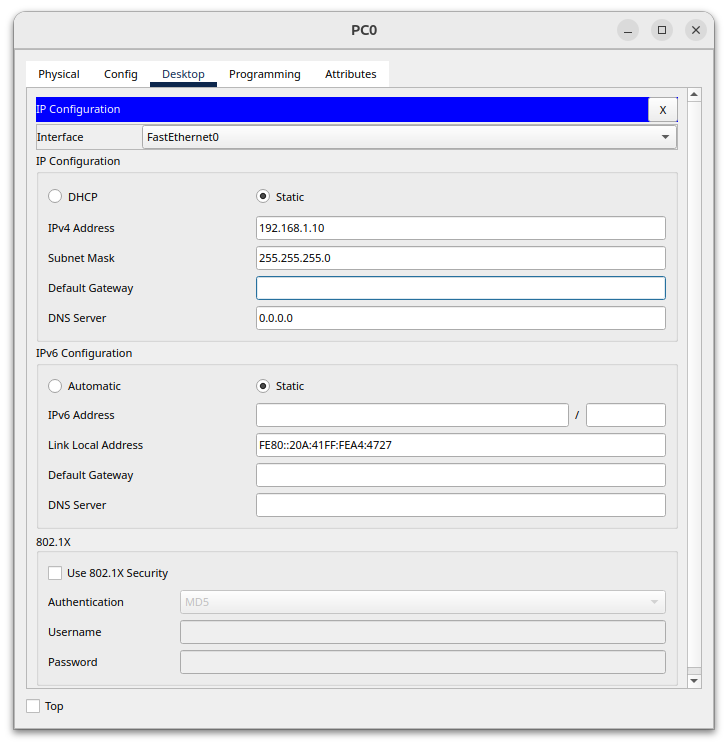 PC0
Physical Config Desktop Programming Attributes
IP Configuration X
Interface FastEthernet0
IP Configuration
DHCP Static
IPv4 Address 192.168.1.10
Subnet Mask 255.255.255.0
Default Gateway
DNS Server 0.0.0.0
IPv6 Configuration
Automatic Static
IPv6 Address /
Link Local Address FE80::20A:41FF:FEA4:4727
Default Gateway
DNS Server
802.1X
Use 802.1X Security
Authentication MD5
Username
Password
Top